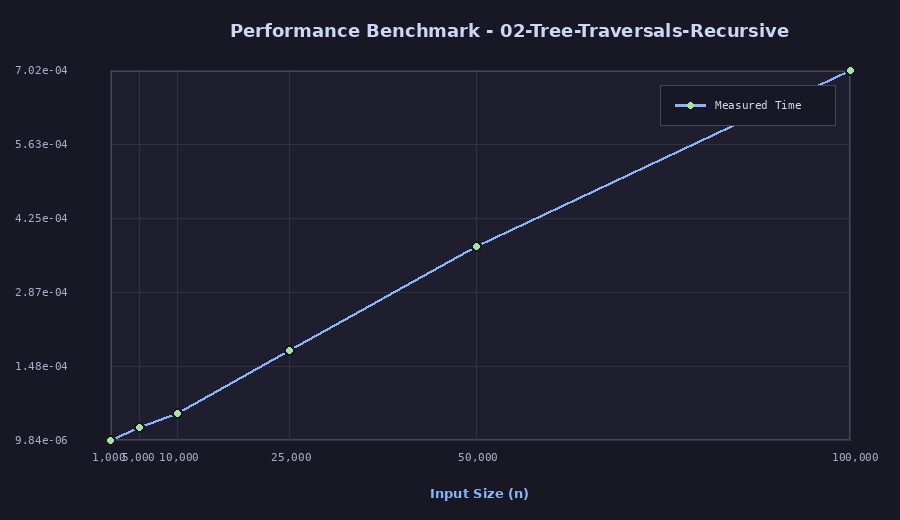 Performance Benchmark - 02-Tree-Traversals-Recursive
7.02e-04
Measured Time
5.63e-04
4.25e-04
2.87e-04
1.48e-04
9.84e-06
1,000 5,000 10,000 25,000 50,000 100,000
Input Size (n)